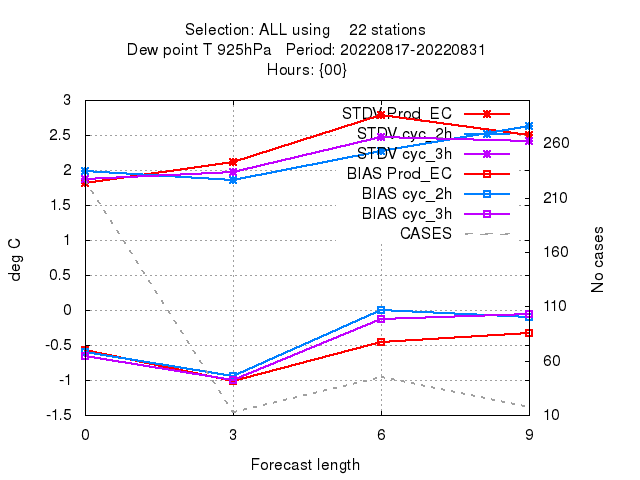 Selection: ALL using 22 stations
Dew point T 925hPa Period: 20220817-20220831
Hours: {00}
3
2.5
2
1.5
1
0.5
0
-0.5
-1
-1.5
deg C
STDV Prod_EC
STDV cyc_2h
STDV cyc_3h
BIAS Prod_EC
BIAS cyc_2h
BIAS cyc_3h
CASES
260
210
160
110
60
10
No cases
0 3 6 9
Forecast length